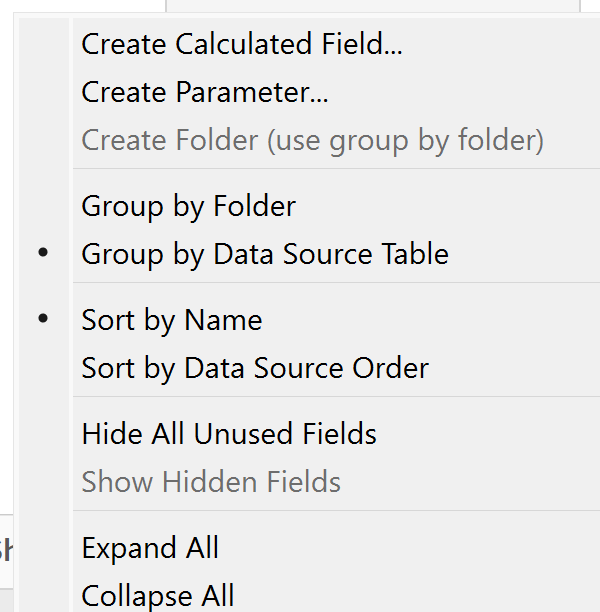 Create Calculated Field...
Create Parameter...
Create Folder (use group by folder)
Group by Folder
• Group by Data Source Table
• Sort by Name
Sort by Data Source Order
Hide All Unused Fields
Show Hidden Fields
Expand All
Collapse All